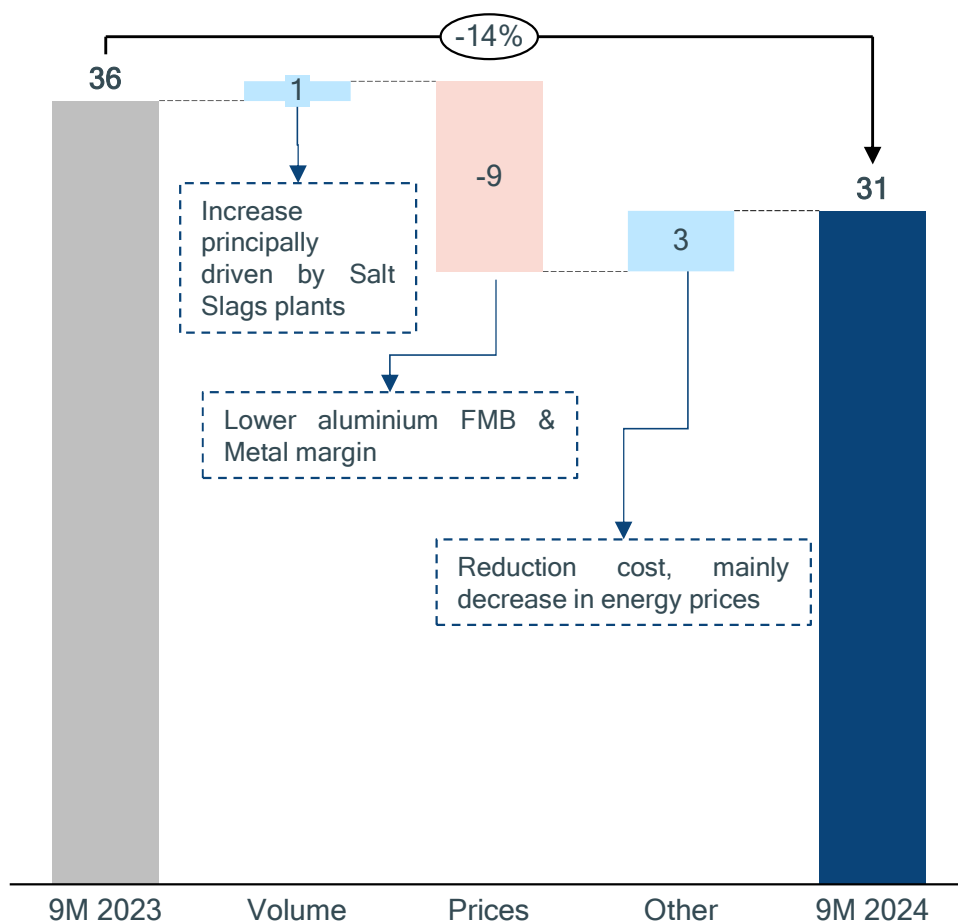 -14%
36
1
-9
3
31
Increase
principally
driven by Salt
Slags plants
Lower aluminium FMB &
Metal margin
Reduction cost, mainly
decrease in energy prices
9M 2023
Volume
Prices
Other
9M 2024